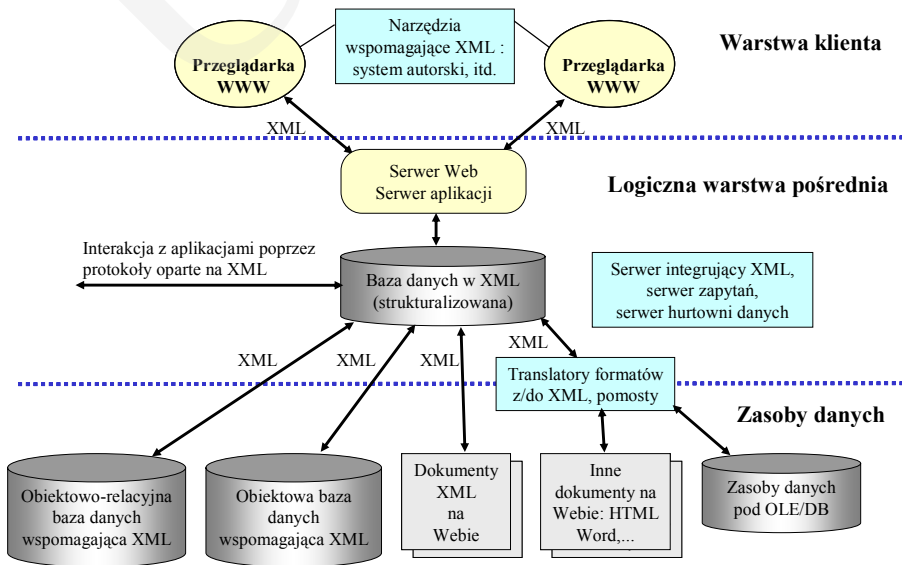 Narzędzia
wspomagające XML :
system autorski, itd.
Warstwa klienta
Przeglądarka
WWW
Przeglądarka
WWW
XML
XML
Serwer Web
Serwer aplikacji
Logiczna warstwa pośrednia
Interakcja z aplikacjami poprzez
protokoły oparte na XML
Baza danych w XML
(strukturalizowana)
Serwer integrujący XML,
serwer zapytań,
serwer hurtowni danych
XML
XML
XML
XML
Translatory formatów
z/do XML, pomosty
Zasoby danych
Obiektowo-relacyjna
baza danych
wspomagająca XML
Obiektowa baza
danych
wspomagająca XML
Dokumenty
XML
na
Webie
Inne
dokumenty na
Webie: HTML
Word,...
Zasoby danych
pod OLE/DB